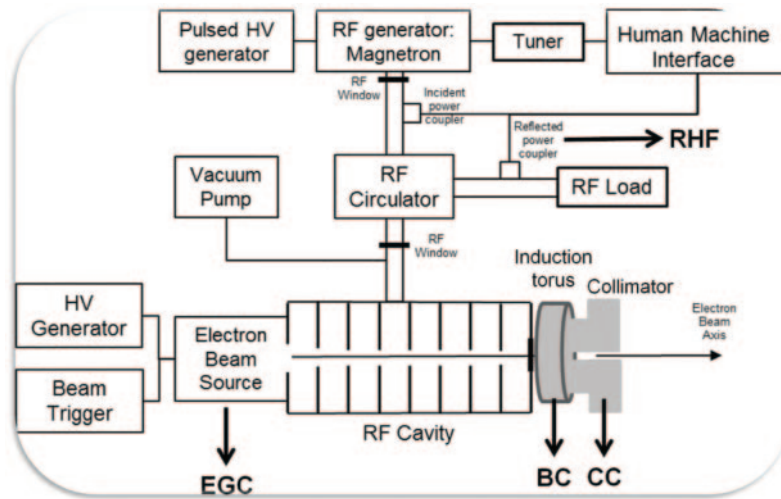 Pulsed HV
generator
RF generator:
Magnetron
Tuner
Human Machine
Interface
RF
Window
Incident
power
coupler
Reflected
power
coupler
RHF
Vacuum
Pump
RF
Circulator
RF Load
RF
Window
Induction
torus
Collimator
HV
Generator
Electron
Beam
Source
Electron
Beam
Axis
Beam
Trigger
RF Cavity
EGC
BC
CC